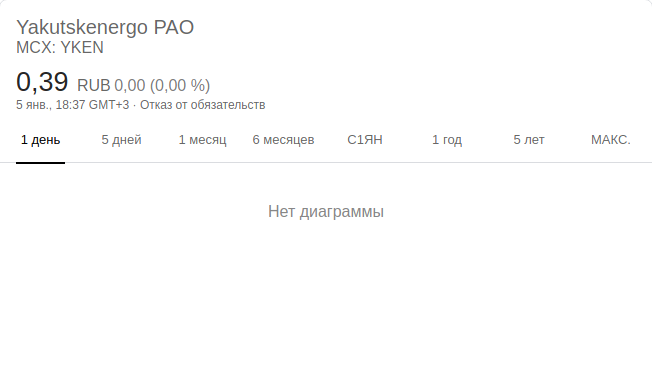 Yakutskenergo PAO
MCX: YKEN
0,39 RUB 0,00 (0,00 %)
5 янв., 18:37 GMT+3 · Отказ от обязательств
1 день 5 дней 1 месяц 6 месяцев С1ЯН 1 год 5 лет МАКС.
Нет диаграммы